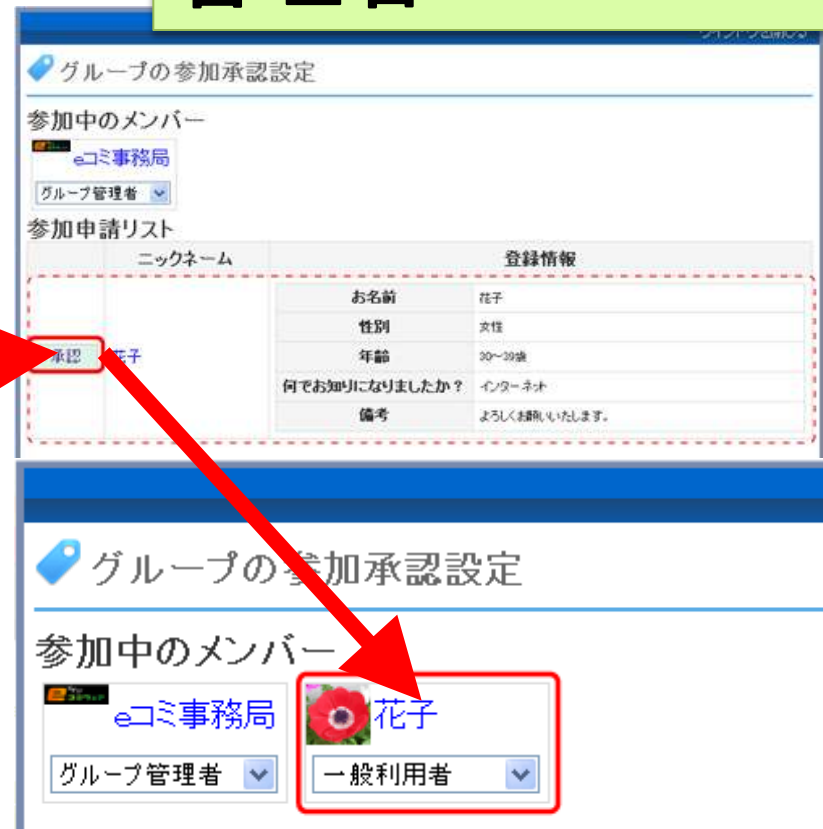 グループの参加承認設定
参加中のメンバー
eコミ事務局
グループ管理者
参加申請リスト
ニックネーム 登録情報
お名前 花子
性別 女性
承認 花子 年齢 30～39歳
何でお知りになりましたか？ インターネット
備考 よろしくお願いいたします。
グループの参加承認設定
参加中のメンバー
eコミ事務局 花子
グループ管理者 一般利用者